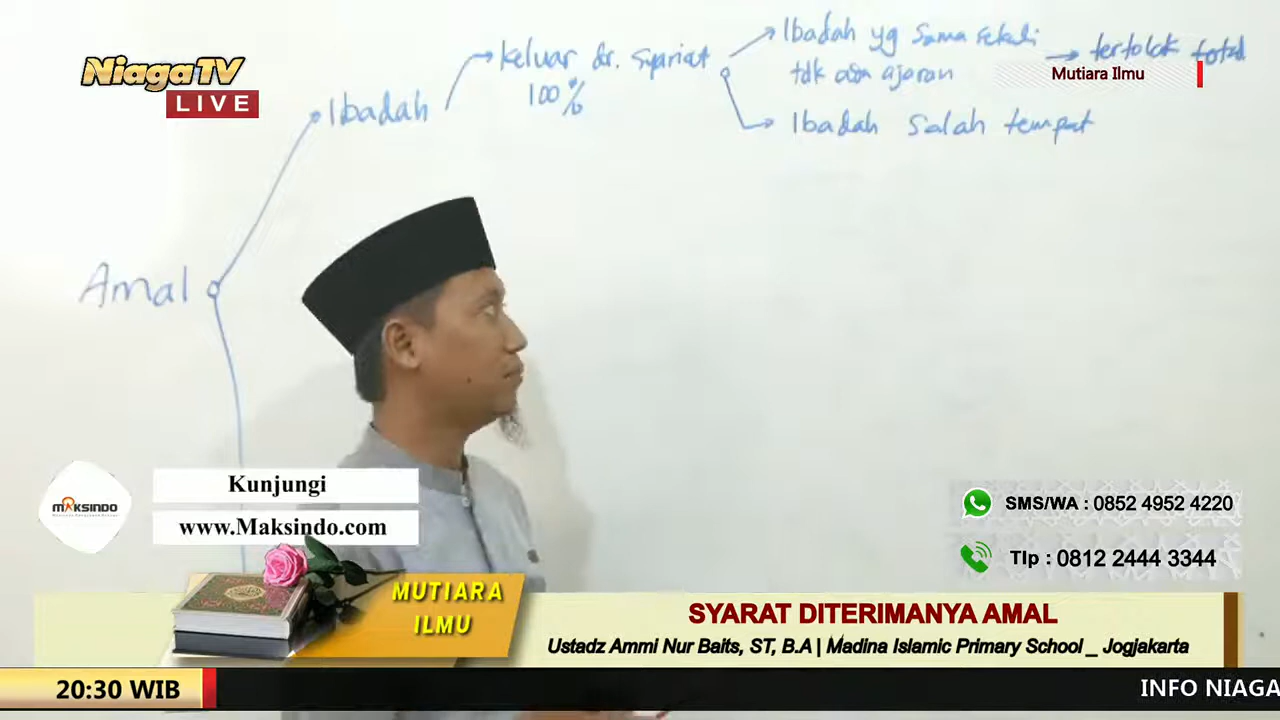 NiagaTV
LIVE
Ibadah yg sama sekali
tdk ada ajaran
tertolak total
Mutiara Ilmu
keluar dr. syariat
100%
Ibadah
Ibadah salah tempat
Amal
MAKSINDO
Kunjungi
www.Maksindo.com
SMS/WA : 0852 4952 4220
Tlp : 0812 2444 3344
MUTIARA
ILMU
SYARAT DITERIMANYA AMAL
Ustadz Ammi Nur Baits, ST, B.A | Madina Islamic Primary School _ Jogjakarta
20:30 WIB
INFO NIAGA